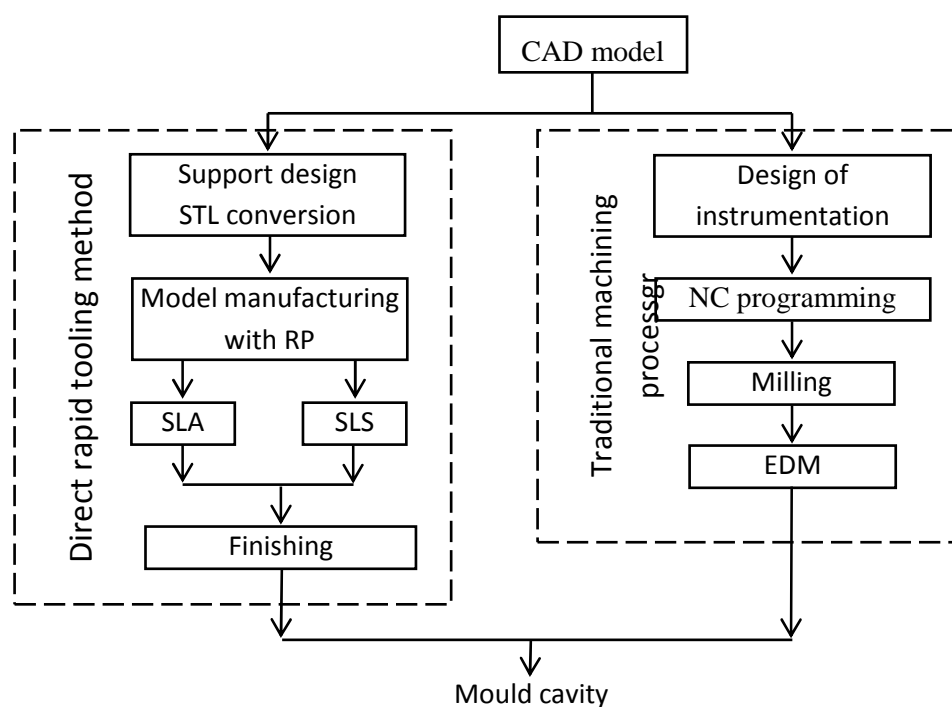 CAD model
Direct rapid tooling method
Support design
STL conversion
Model manufacturing
with RP
SLA
SLS
Finishing
Traditional machining
processgr
Design of
instrumentation
NC programming
Milling
EDM
Mould cavity